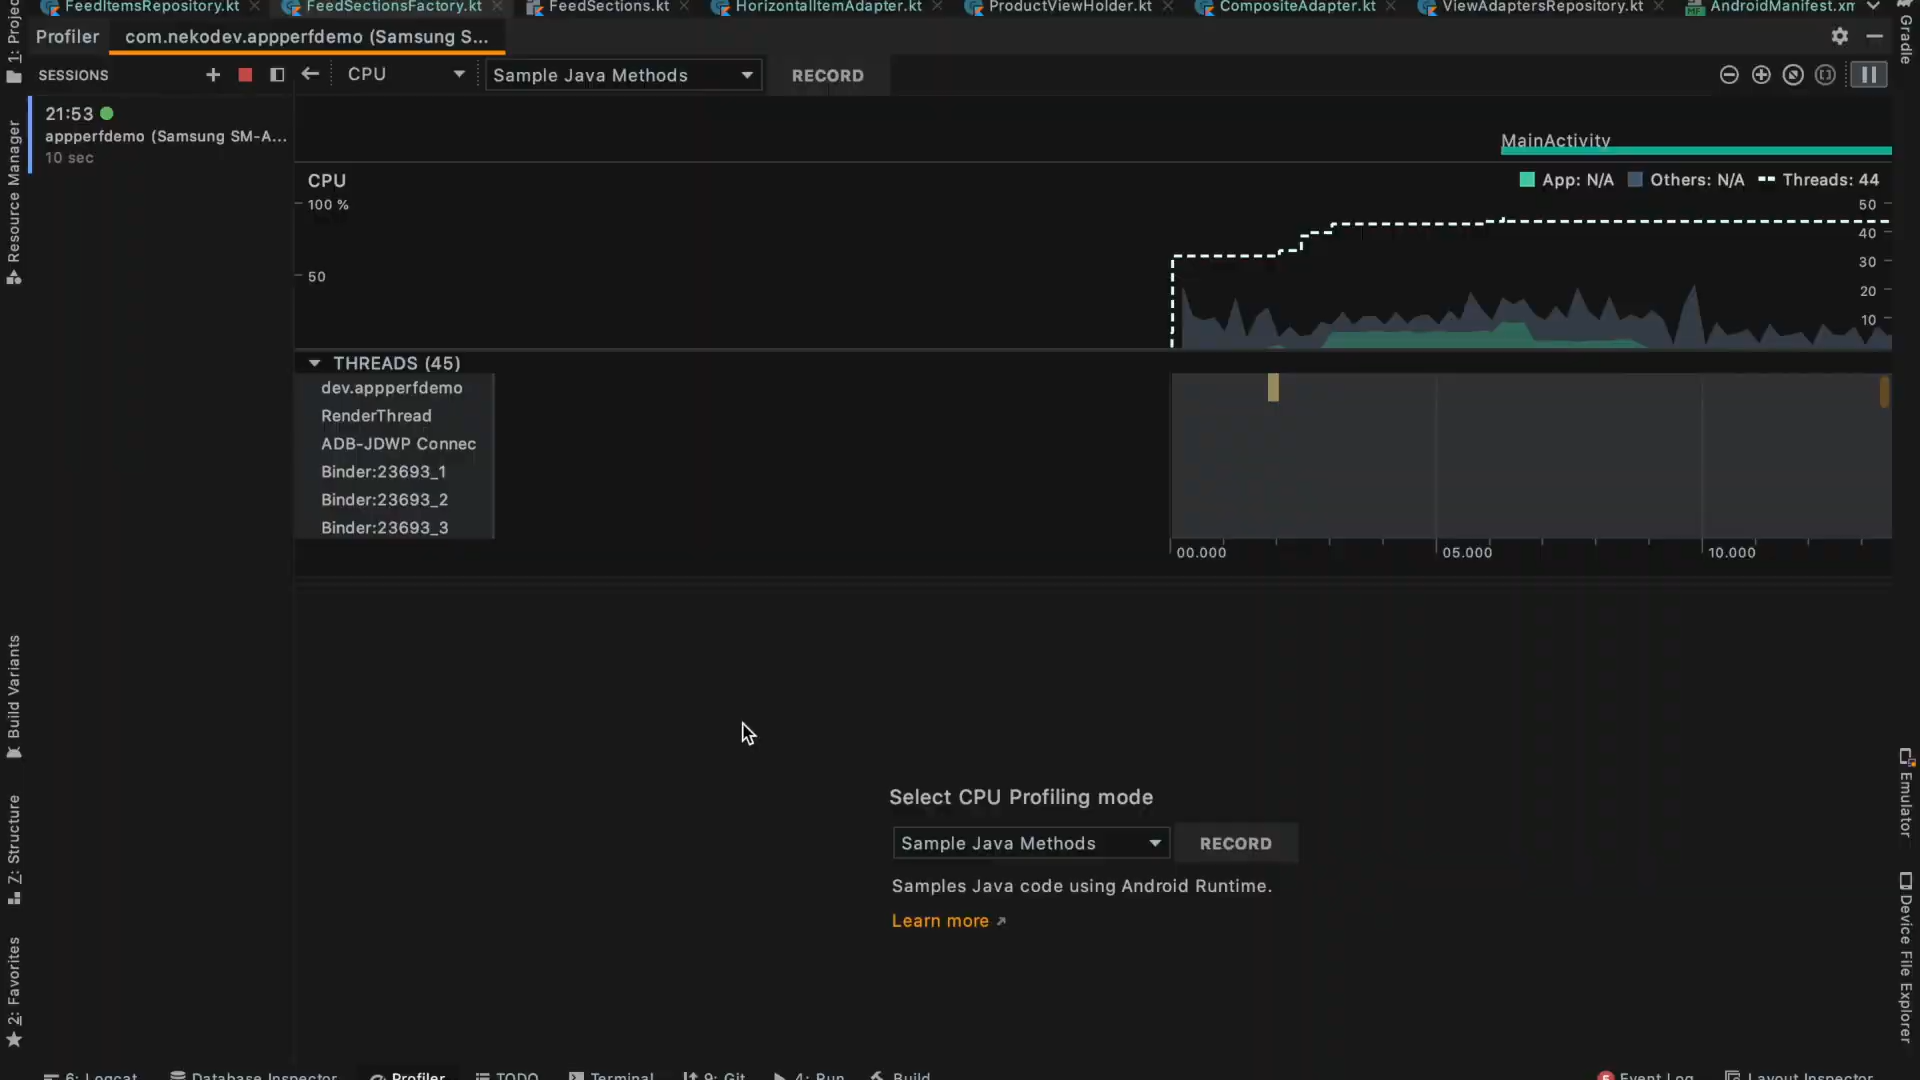 FeedItemsRepository.kt FeedSectionsFactory.kt FeedSections.kt HorizontalItemAdapter.kt ProductViewHolder.kt CompositeAdapter.kt ViewAdaptersRepository.kt AndroidManifest.xm
Profiler com.nekodev.appperfdemo (Samsung S...
SESSIONS CPU Sample Java Methods RECORD
21:53
appperfdemo (Samsung SM-A...
10 sec
MainActivity
CPU App: N/A Others: N/A Threads: 44
100 % 50
40
50 30
20
10
THREADS (45)
dev.appperfdemo
RenderThread
ADB-JDWP Connec
Binder:23693_1
Binder:23693_2
Binder:23693_3
00.000 05.000 10.000
Select CPU Profiling mode
Sample Java Methods RECORD
Samples Java code using Android Runtime.
Learn more
1: Projec
Resource Manager
Build Variants
Z: Structure
2: Favorites
Gradle
Emulator
Device File Explorer
6: Logcat Database Inspector Profiler TODO Terminal 9: Git 4: Run Build Event Log Layout Inspector